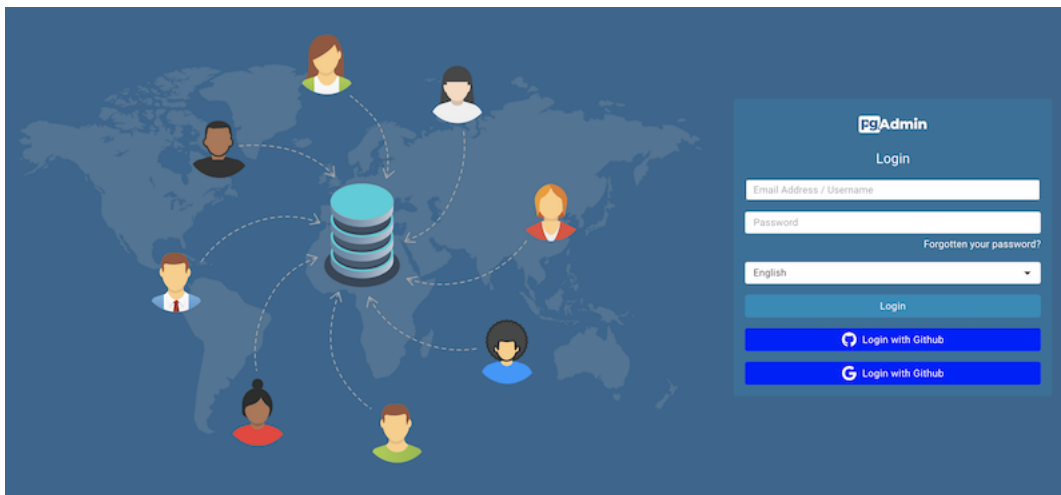 pgAdmin
Login
Email Address / Username
Password
Forgotten your password?
English
Login
Login with Github
Login with Github